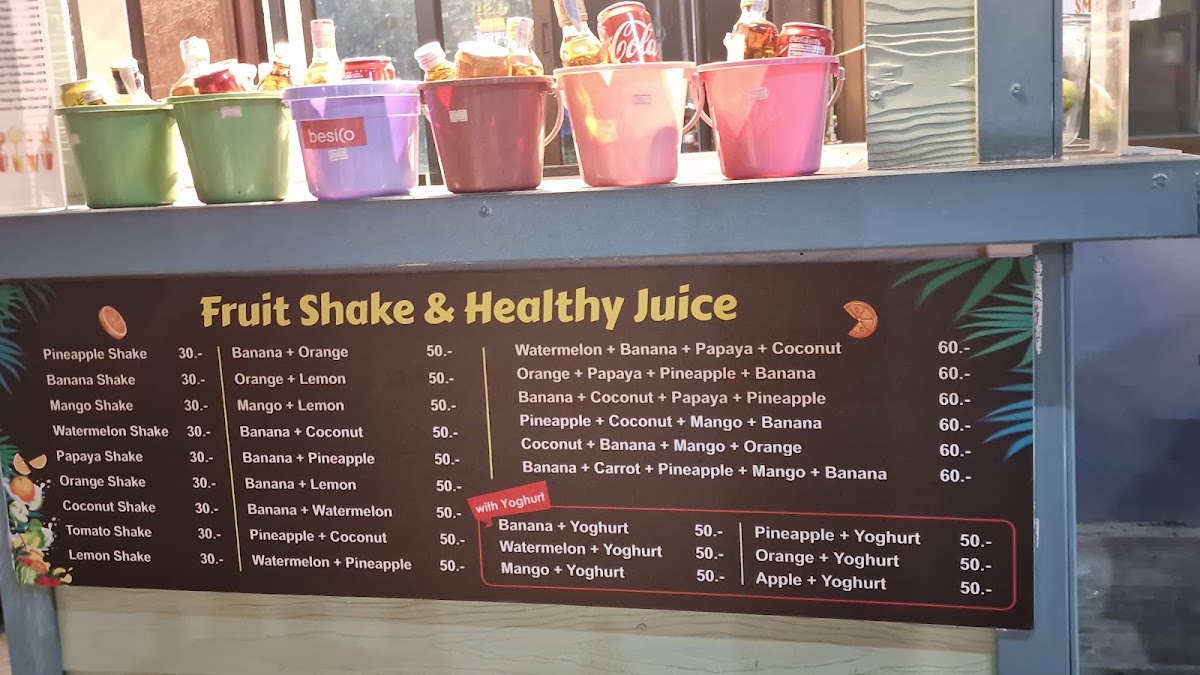 Coca-Cola
besico
Fruit Shake & Healthy Juice
Pineapple Shake 30.-
Banana Shake 30.-
Mango Shake 30.-
Watermelon Shake 30.-
Papaya Shake 30.-
Orange Shake 30.-
Coconut Shake 30.-
Tomato Shake 30.-
Lemon Shake 30.-
Banana + Orange 50.-
Orange + Lemon 50.-
Mango + Lemon 50.-
Banana + Coconut 50.-
Banana + Pineapple 50.-
Banana + Lemon 50.-
Banana + Watermelon 50.-
Pineapple + Coconut 50.-
Watermelon + Pineapple 50.-
Watermelon + Banana + Papaya + Coconut 60.-
Orange + Papaya + Pineapple + Banana 60.-
Banana + Coconut + Papaya + Pineapple 60.-
Pineapple + Coconut + Mango + Banana 60.-
Coconut + Banana + Mango + Orange 60.-
Banana + Carrot + Pineapple + Mango + Banana 60.-
with Yoghurt
Banana + Yoghurt 50.-
Watermelon + Yoghurt 50.-
Mango + Yoghurt 50.-
Pineapple + Yoghurt 50.-
Orange + Yoghurt 50.-
Apple + Yoghurt 50.-